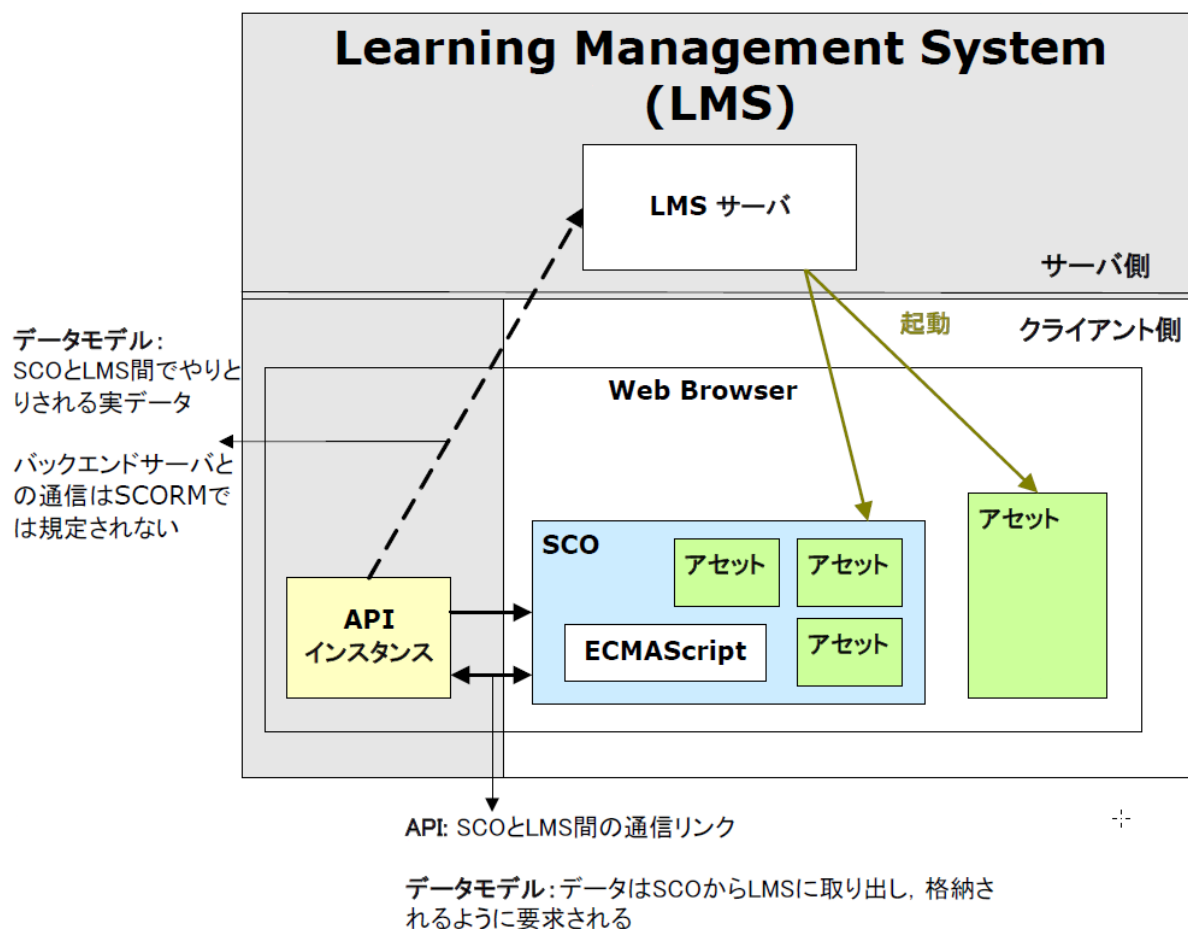 Learning Management System
(LMS)
LMS サーバ
サーバ側
起動
クライアント側
データモデル：
SCOとLMS間でやりと
りされる実データ
バックエンドサーバと
の通信はSCORMで
は規定されない
Web Browser
アセット
SCO
アセット
アセット
API
インスタンス
ECMAScript
アセット
API: SCOとLMS間の通信リンク
データモデル：データはSCOからLMSに取り出し，格納さ
れるように要求される